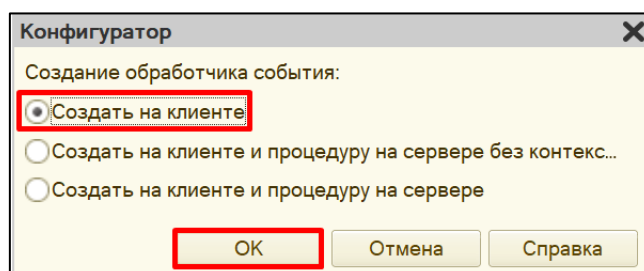 Конфигуратор
Создание обработчика события:
Создать на клиенте
Создать на клиенте и процедуру на сервере без контекс...
Создать на клиенте и процедуру на сервере
ОК Отмена Справка